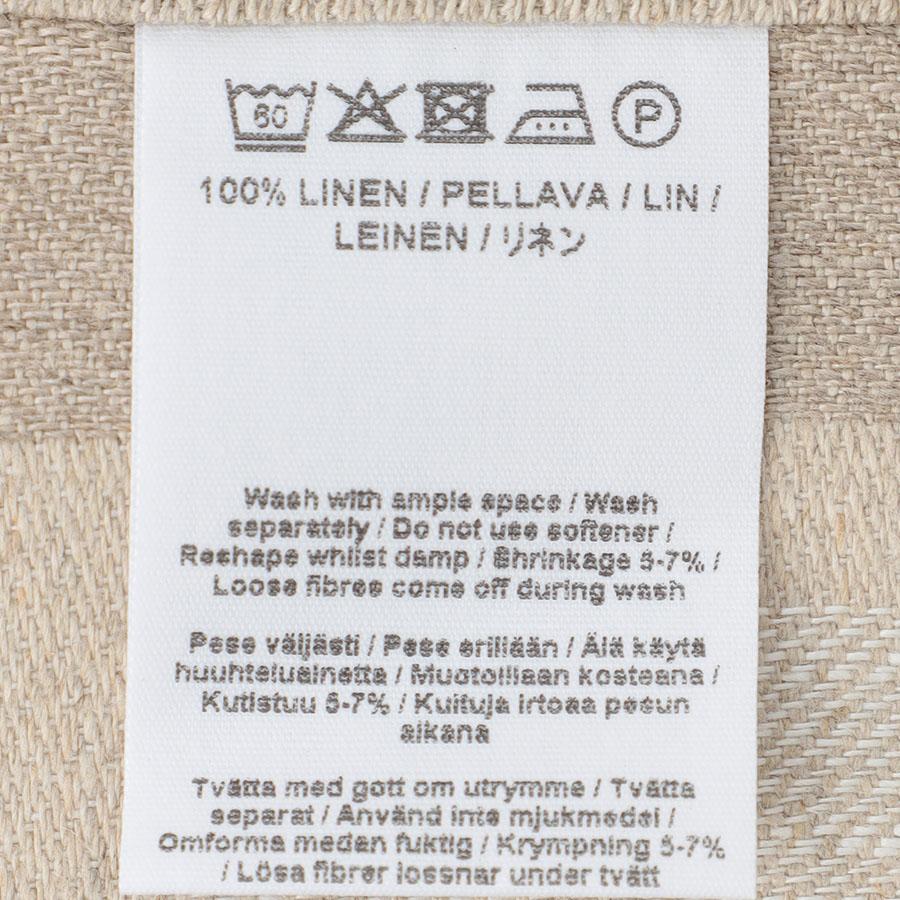 60 P
100% LINEN / PELLAVA / LIN /
LEINEN / リネン
Wash with ample space / Wash
separately / Do not use softener /
Reshape whilst damp / Shrinkage 5-7% /
Loose fibres come off during wash
Pese väljästi / Pese erillään / Älä käytä
huuhteluainetta / Muotoillaan kosteana /
Kutistuu 5-7% / Kuituja irtoaa pesun
aikana
Tvätta med gott om utrymme / Tvätta
separat / Använd inte mjukmedel /
Omforma medan fuktig / Krympning 5-7%
/ Lösa fibrer lossnar under tvätt